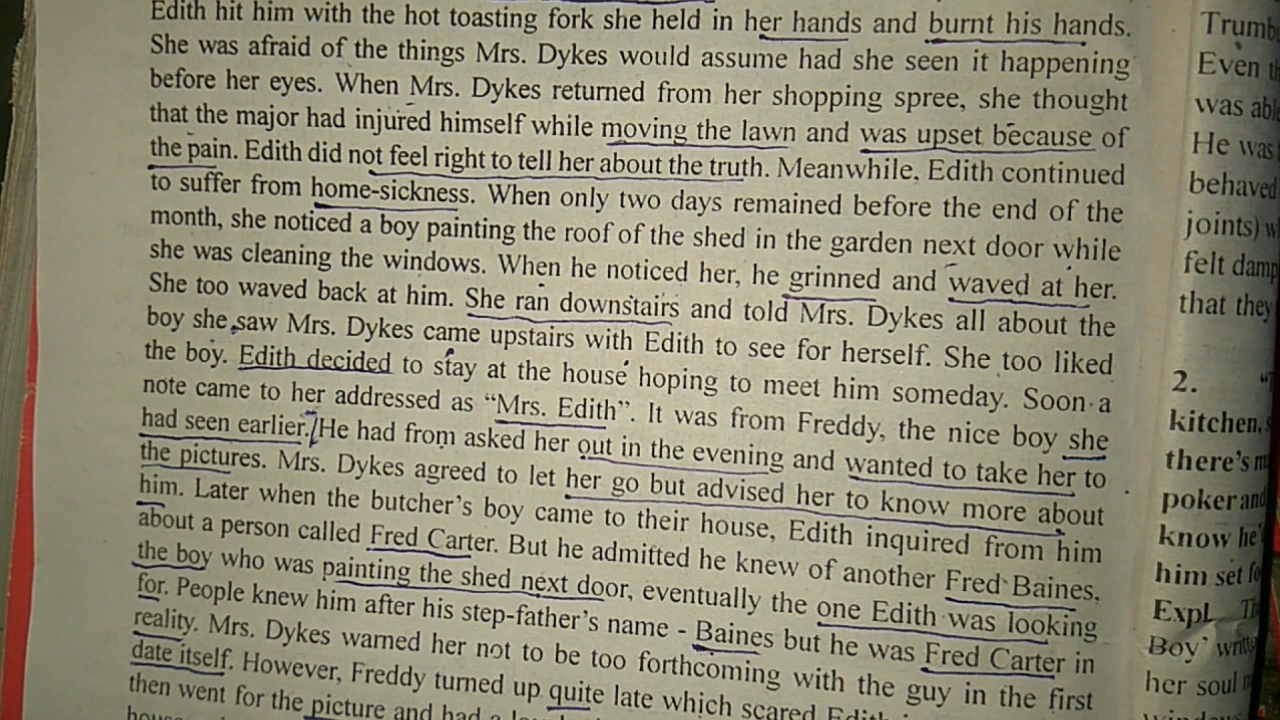 Edith hit him with the hot toasting fork she held in her hands and burnt his hands.
She was afraid of the things Mrs. Dykes would assume had she seen it happening
before her eyes. When Mrs. Dykes returned from her shopping spree, she thought
that the major had injured himself while moving the lawn and was upset because of
the pain. Edith did not feel right to tell her about the truth. Meanwhile, Edith continued
to suffer from home-sickness. When only two days remained before the end of the
month, she noticed a boy painting the roof of the shed in the garden next door while
she was cleaning the windows. When he noticed her, he grinned and waved at her.
She too waved back at him. She ran downstairs and told Mrs. Dykes all about the
boy she saw Mrs. Dykes came upstairs with Edith to see for herself. She too liked
the boy. Edith decided to stay at the house hoping to meet him someday. Soon a
note came to her addressed as “Mrs. Edith”. It was from Freddy, the nice boy she
had seen earlier. He had from asked her out in the evening and wanted to take her to
the pictures. Mrs. Dykes agreed to let her go but advised her to know more about
him. Later when the butcher's boy came to their house, Edith inquired from him
about a person called Fred Carter. But he admitted he knew of another Fred Baines,
the boy who was painting the shed next door, eventually the one Edith was looking
for. People knew him after his step-father's name - Baines but he was Fred Carter in
reality. Mrs. Dykes warned her not to be too forthcoming with the guy in the first
date itself. However, Freddy turned up quite late which scared Edith
then went for the picture and had a
Even
was
He was
behaved
joints)
felt damp
that they
2.
kitchen,
there's
poker and
know he
him set
Expl.
Boy'
her soul